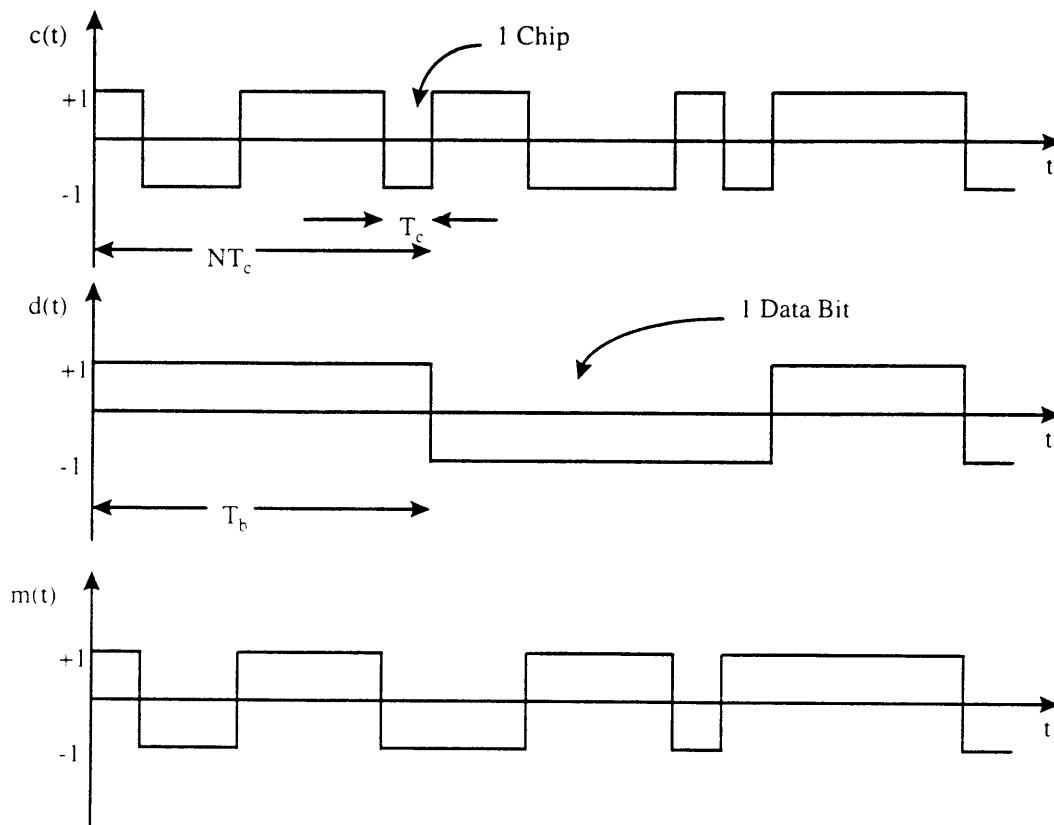 c(t)
1 Chip
+1
-1
t
T_c
NT_c
d(t)
1 Data Bit
+1
-1
t
T_b
m(t)
+1
-1
t